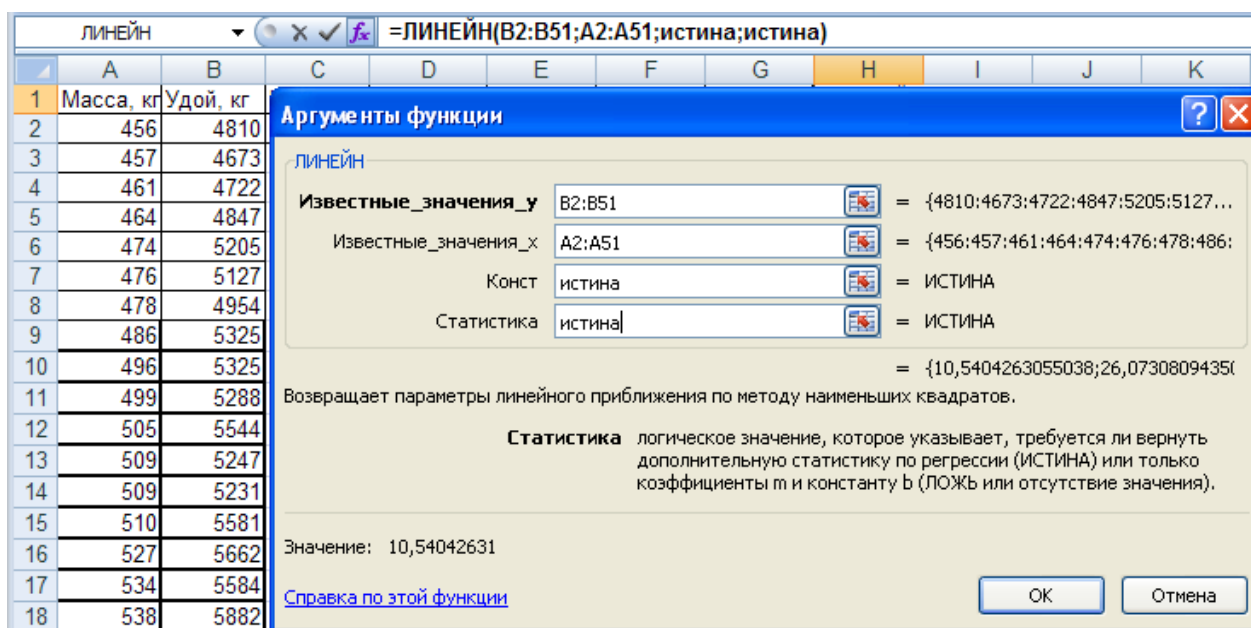 ЛИНЕЙН =ЛИНЕЙН(B2:B51;A2:A51;истина;истина)
A B C D E F G H I J K
1 Масса, кг Удой, кг
2 456 4810
3 457 4673
4 461 4722
5 464 4847
6 474 5205
7 476 5127
8 478 4954
9 486 5325
10 496 5325
11 499 5288
12 505 5544
13 509 5247
14 509 5231
15 510 5581
16 527 5662
17 534 5584
18 538 5882
Аргументы функции
ЛИНЕЙН
Известные_значения_y B2:B51 = {4810:4673:4722:4847:5205:5127...
Известные_значения_x A2:A51 = {456:457:461:464:474:476:478:486:
Конст истина = ИСТИНА
Статистика истина = ИСТИНА
= {10,5404263055038;26,0730809435(
Возвращает параметры линейного приближения по методу наименьших квадратов.
Статистика логическое значение, которое указывает, требуется ли вернуть
дополнительную статистику по регрессии (ИСТИНА) или только
коэффициенты m и константу b (ЛОЖЬ или отсутствие значения).
Значение: 10,54042631
Справка по этой функции
ОК Отмена